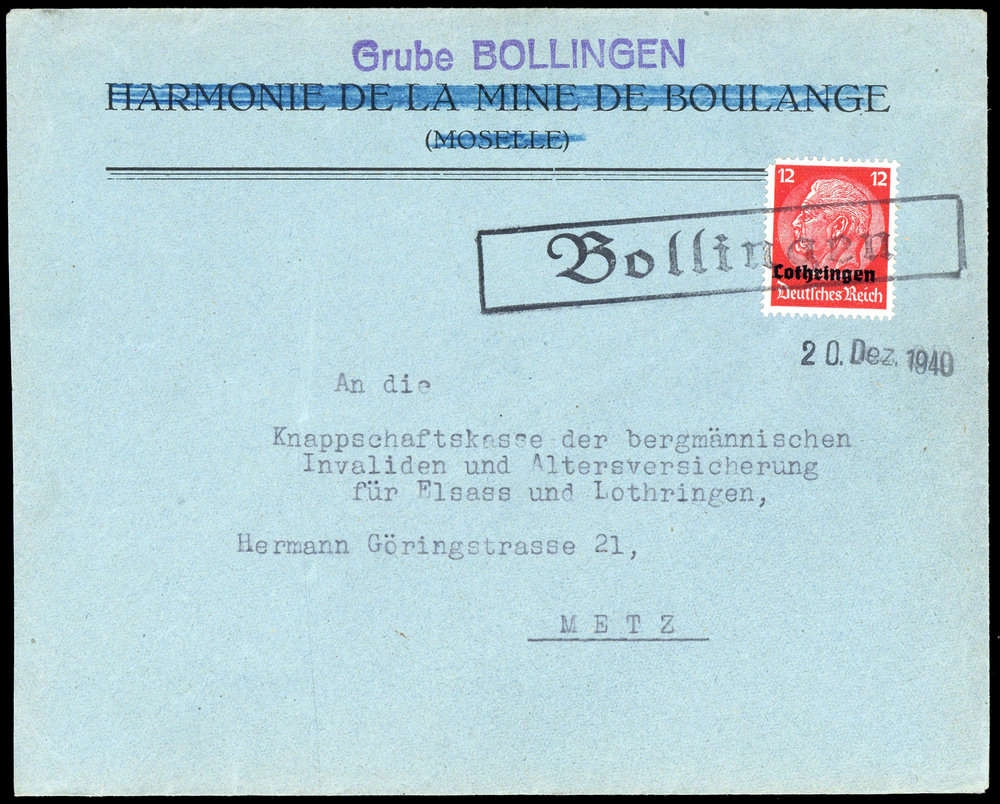 Grube BOLLINGEN
HARMONIE DE LA MINE DE BOULANGE
(MOSELLE)
12 12
Bollingen
Lothringen
Deutsches Reich
20. Dez. 1940
An die
Knappschaftskasse der bergmännischen
Invaliden und Altersversicherung
für Elsass und Lothringen,
Hermann Göringstrasse 21,
METZ